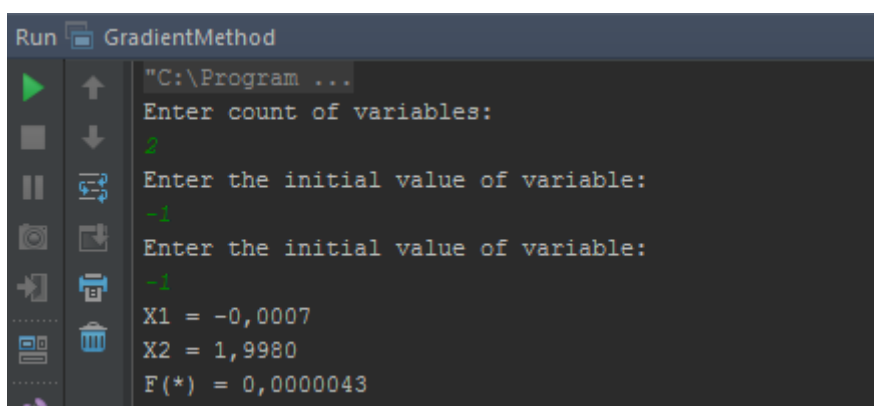 Run GradientMethod
"C:\Program ...
Enter count of variables:
2
Enter the initial value of variable:
-1
Enter the initial value of variable:
-1
X1 = -0,0007
X2 = 1,9980
F(*) = 0,0000043